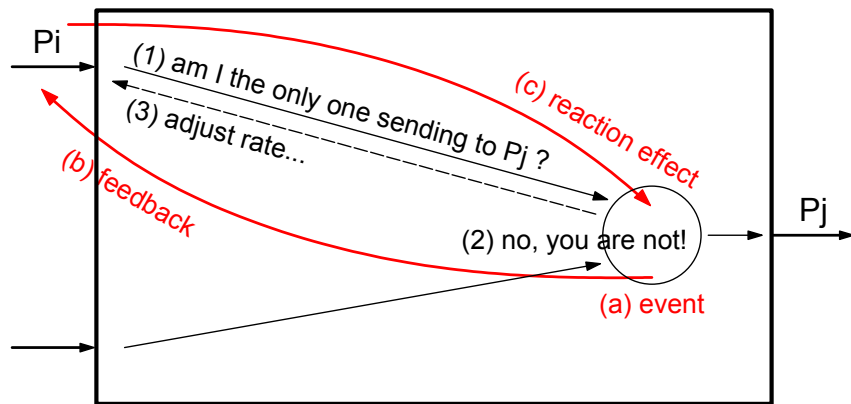 Pi
(1) am I the only one sending to Pj ?
(3) adjust rate...
(c) reaction effect
(b) feedback
(2) no, you are not!
Pj
(a) event